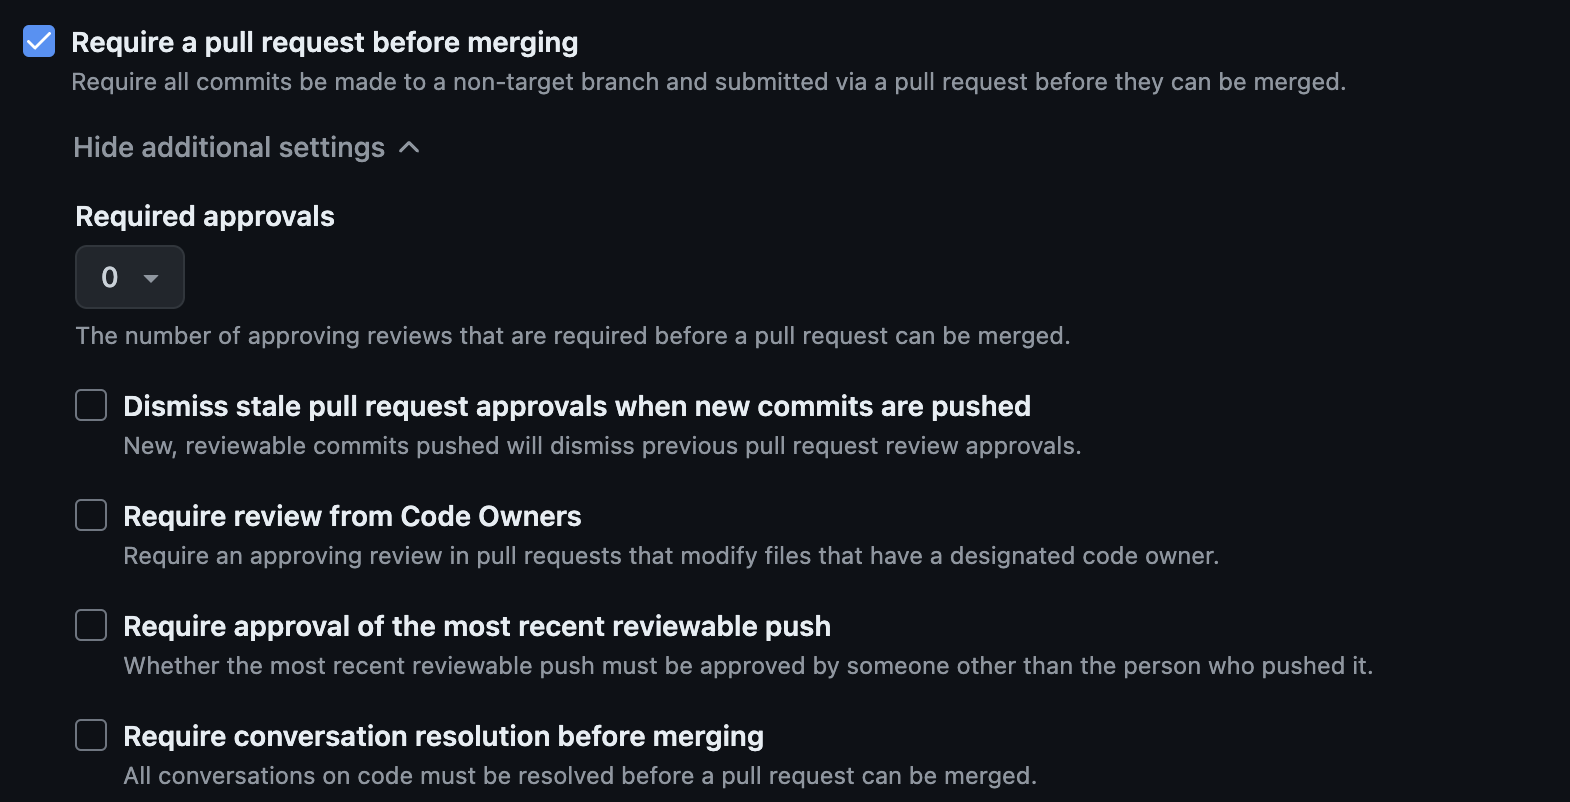 Require a pull request before merging
Require all commits be made to a non-target branch and submitted via a pull request before they can be merged.
Hide additional settings
Required approvals
0
The number of approving reviews that are required before a pull request can be merged.
Dismiss stale pull request approvals when new commits are pushed
New, reviewable commits pushed will dismiss previous pull request review approvals.
Require review from Code Owners
Require an approving review in pull requests that modify files that have a designated code owner.
Require approval of the most recent reviewable push
Whether the most recent reviewable push must be approved by someone other than the person who pushed it.
Require conversation resolution before merging
All conversations on code must be resolved before a pull request can be merged.